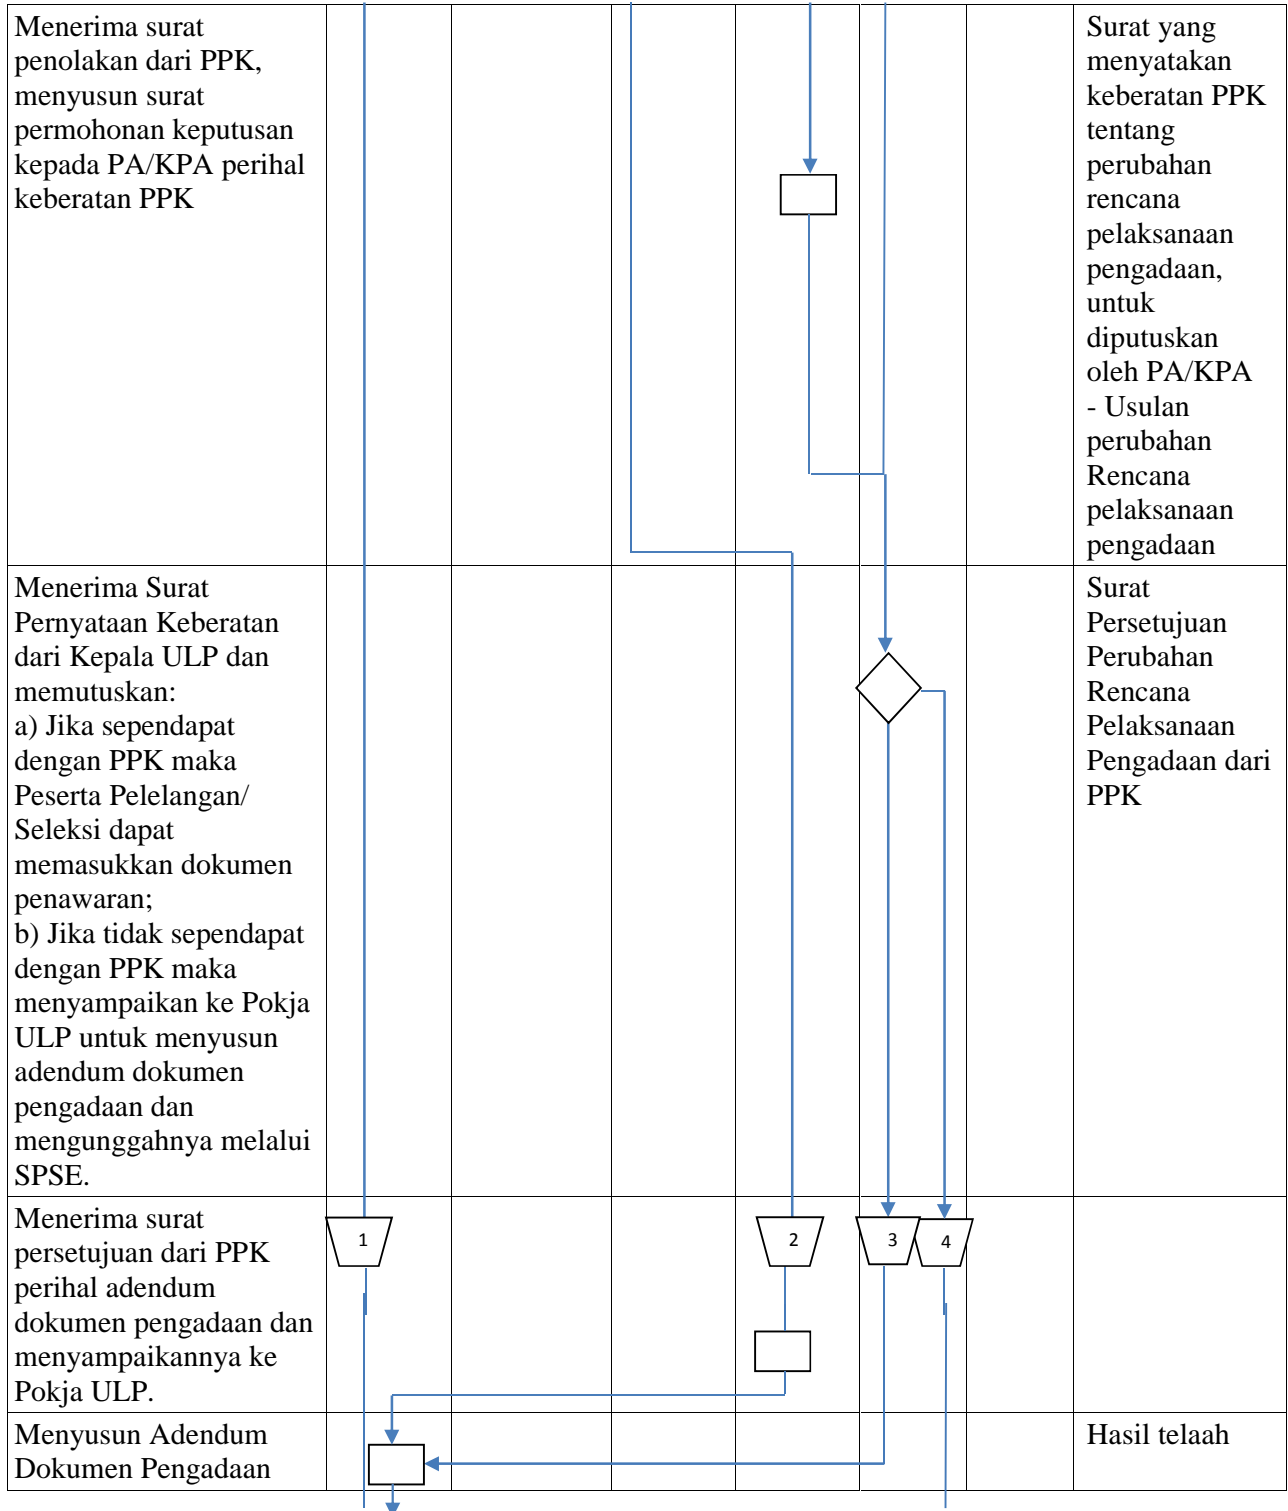 Menerima surat
penolakan dari PPK,
menyusun surat
permohonan keputusan
kepada PA/KPA perihal
keberatan PPK
Surat yang
menyatakan
keberatan PPK
tentang
perubahan
rencana
pelaksanaan
pengadaan,
untuk
diputuskan
oleh PA/KPA
- Usulan
perubahan
Rencana
pelaksanaan
pengadaan
Menerima Surat
Pernyataan Keberatan
dari Kepala ULP dan
memutuskan:
a) Jika sependapat
dengan PPK maka
Peserta Pelelangan/
Seleksi dapat
memasukkan dokumen
penawaran;
b) Jika tidak sependapat
dengan PPK maka
menyampaikan ke Pokja
ULP untuk menyusun
adendum dokumen
pengadaan dan
mengunggahnya melalui
SPSE.
Surat
Persetujuan
Perubahan
Rencana
Pelaksanaan
Pengadaan dari
PPK
Menerima surat
persetujuan dari PPK
perihal adendum
dokumen pengadaan dan
menyampaikannya ke
Pokja ULP.
1
2
3
4
Menyusun Adendum
Dokumen Pengadaan
Hasil telaah